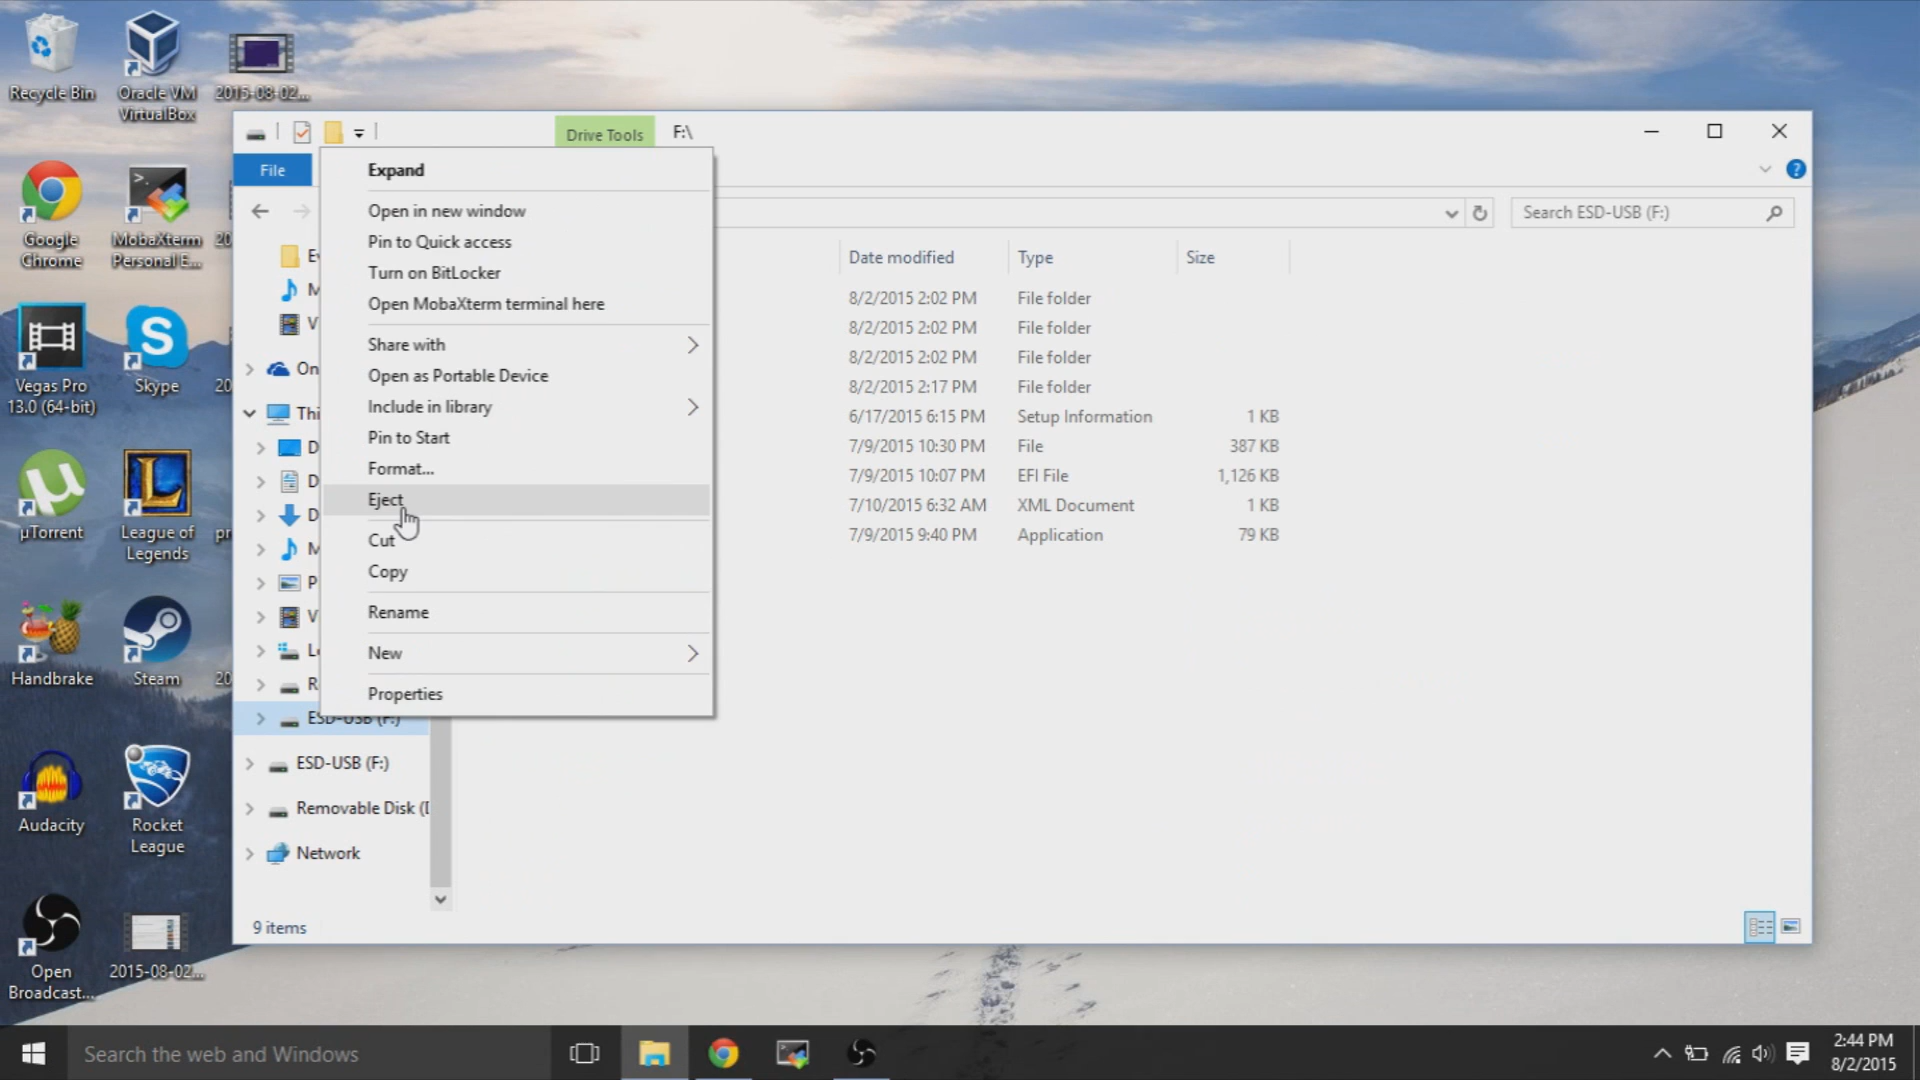 Recycle Bin
Oracle VM
VirtualBox
2015-08-02...
Google
Chrome
MobaXterm
Personal E...
20
Vegas Pro
13.0 (64-bit)
Skype
20
µTorrent
League of
Legends
pr
Handbrake
Steam
20
Audacity
Rocket
League
Open
Broadcast...
2015-08-02...
Drive Tools
F:\
File
Search ESD-USB (F:)
Expand
Open in new window
Pin to Quick access
Turn on BitLocker
Open MobaXterm terminal here
Share with
Open as Portable Device
Include in library
Pin to Start
Format...
Eject
Cut
Copy
Rename
New
Properties
M
V
On
Thi
D
D
D
M
P
V
R
ESD-USB (F:)
ESD-USB (F:)
Removable Disk (
Network
Date modified Type Size
8/2/2015 2:02 PM File folder
8/2/2015 2:02 PM File folder
8/2/2015 2:02 PM File folder
8/2/2015 2:17 PM File folder
6/17/2015 6:15 PM Setup Information 1 KB
7/9/2015 10:30 PM File 387 KB
7/9/2015 10:07 PM EFI File 1,126 KB
7/10/2015 6:32 AM XML Document 1 KB
7/9/2015 9:40 PM Application 79 KB
9 items
Search the web and Windows
2:44 PM
8/2/2015